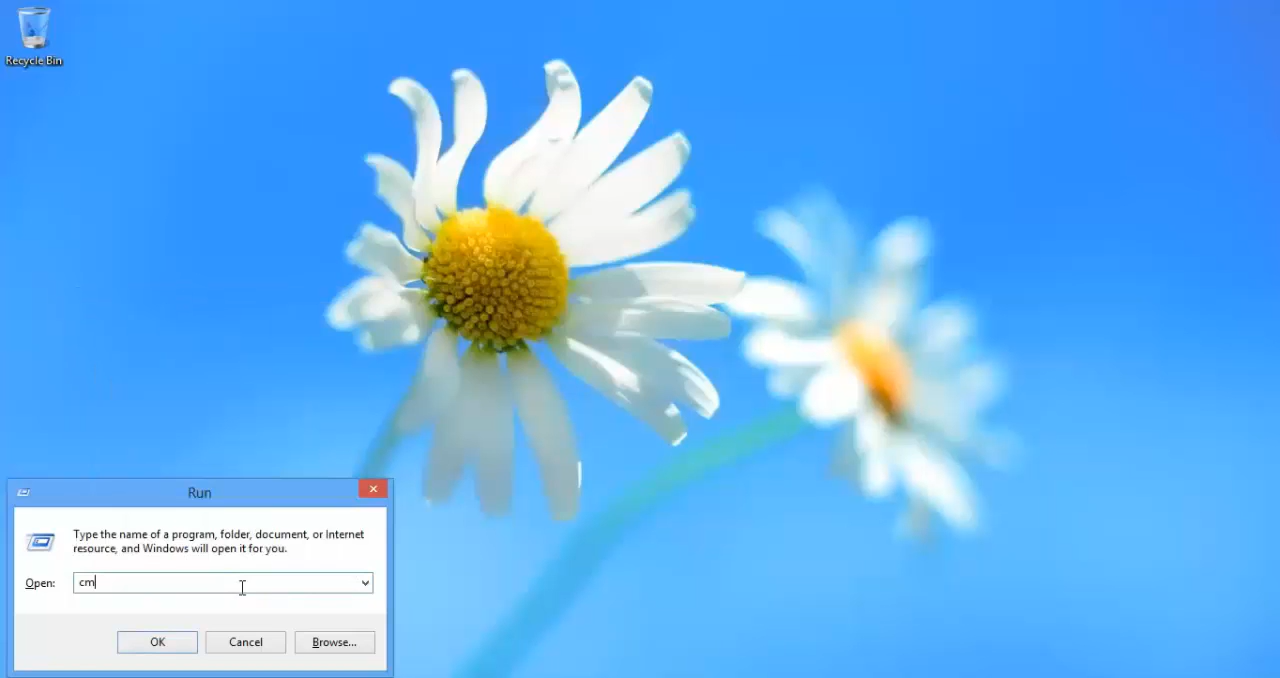 Recycle Bin
Run
Type the name of a program, folder, document, or Internet
resource, and Windows will open it for you.
Open: cm
OK Cancel Browse...